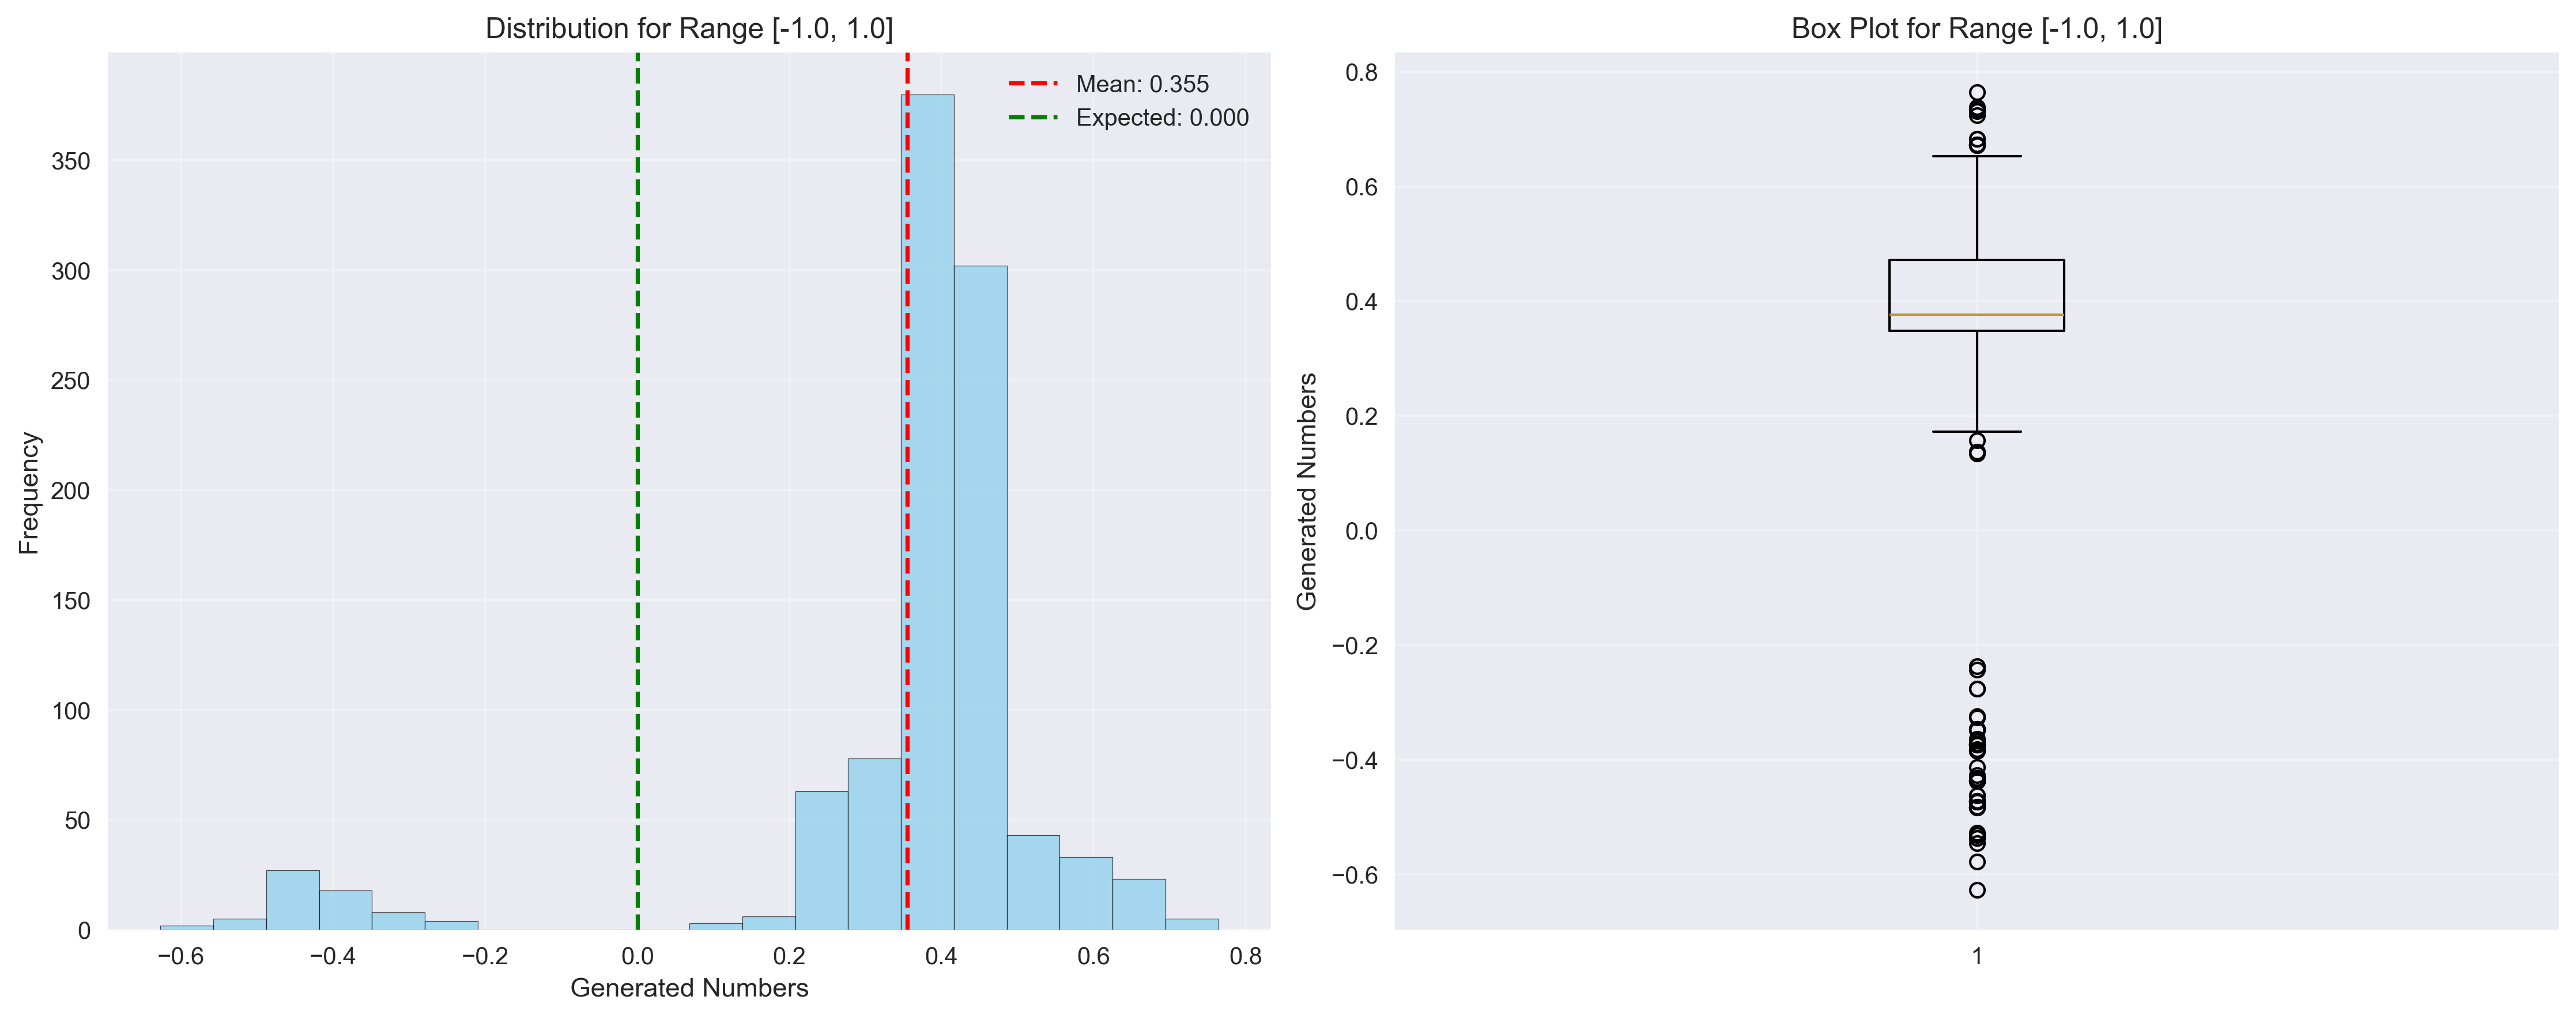 Distribution for Range [-1.0, 1.0]
Mean: 0.355
Expected: 0.000
Frequency
350
300
250
200
150
100
50
0
−0.6 −0.4 −0.2 0.0 0.2 0.4 0.6 0.8
Generated Numbers
Box Plot for Range [-1.0, 1.0]
Generated Numbers
0.8
0.6
0.4
0.2
0.0
−0.2
−0.4
−0.6
1